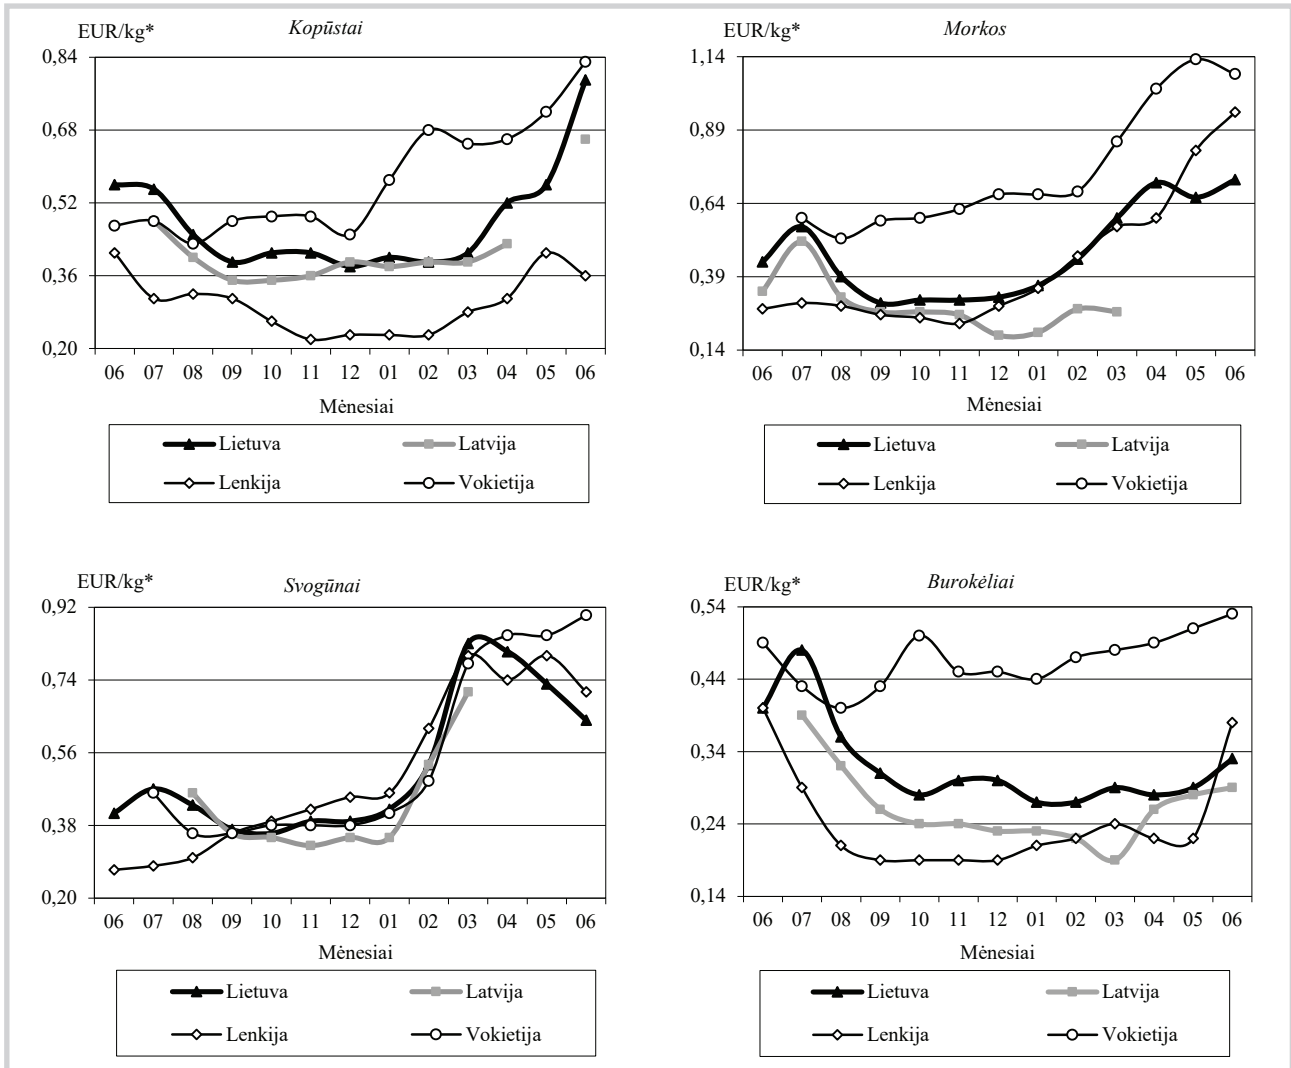 EUR/kg* Kopūstai
0,84
0,68
0,52
0,36
0,20
06 07 08 09 10 11 12 01 02 03 04 05 06
Mėnesiai
Lietuva Latvija
Lenkija Vokietija
EUR/kg* Morkos
1,14
0,89
0,64
0,39
0,14
06 07 08 09 10 11 12 01 02 03 04 05 06
Mėnesiai
Lietuva Latvija
Lenkija Vokietija
EUR/kg* Svogūnai
0,92
0,74
0,56
0,38
0,20
06 07 08 09 10 11 12 01 02 03 04 05 06
Mėnesiai
Lietuva Latvija
Lenkija Vokietija
EUR/kg* Burokėliai
0,54
0,44
0,34
0,24
0,14
06 07 08 09 10 11 12 01 02 03 04 05 06
Mėnesiai
Lietuva Latvija
Lenkija Vokietija